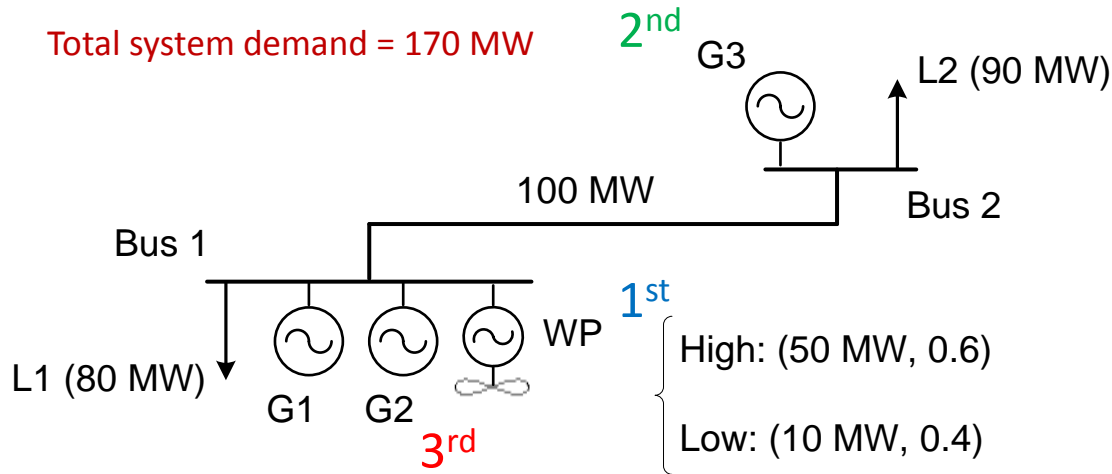 Total system demand = 170 MW
2nd
G3
L2 (90 MW)
100 MW
Bus 2
Bus 1
1st
WP
High: (50 MW, 0.6)
L1 (80 MW)
G1
G2
3rd
Low: (10 MW, 0.4)